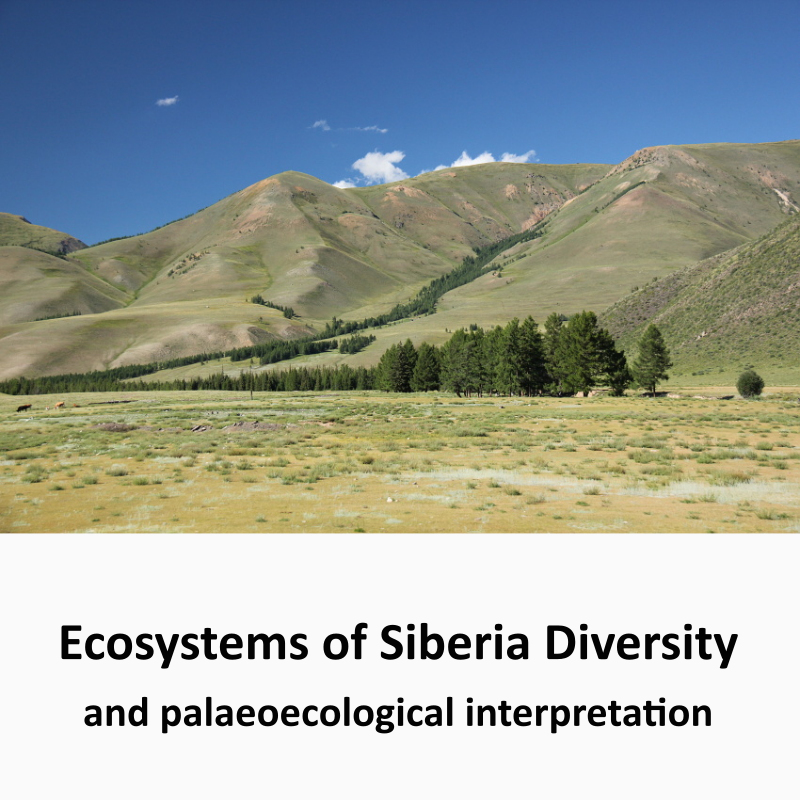 Ecosystems of Siberia Diversity
and palaeoecological interpretation